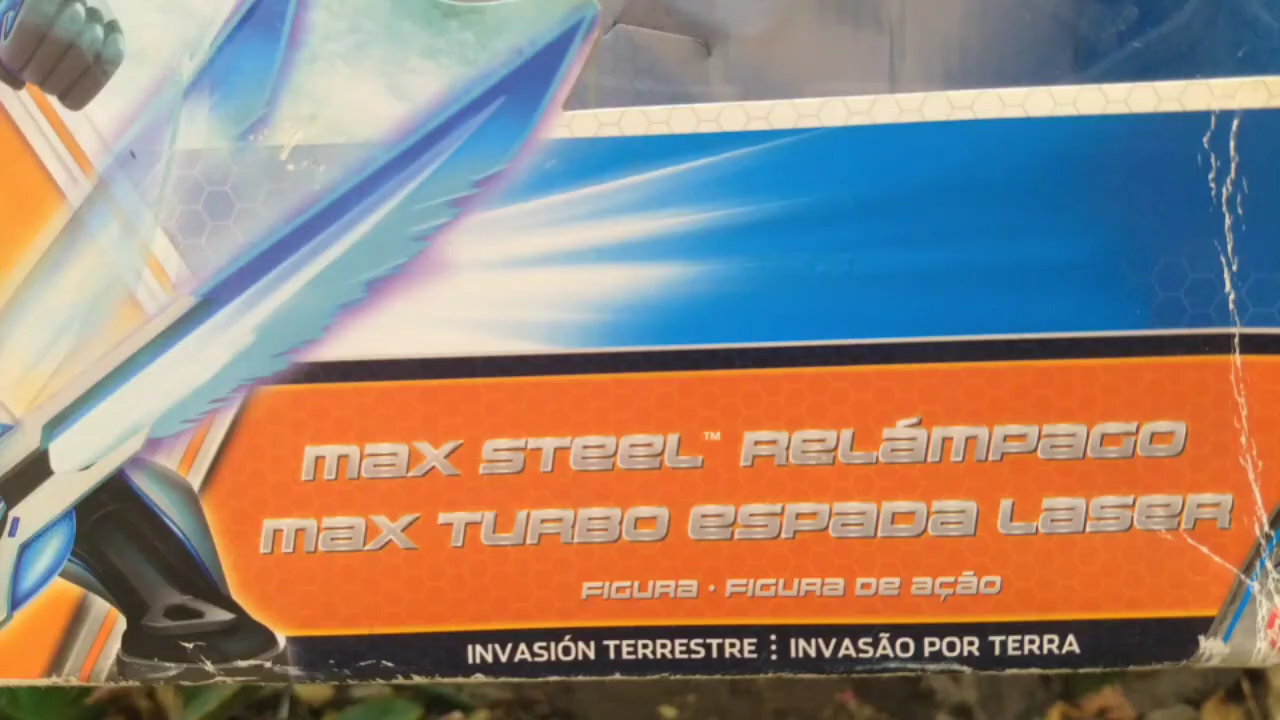 max STeeL™ ReLámPAGO
max TURBO esPaDa LaseR
FIGURa · FIGURa De aÇãO
INVASIÓN TERRESTRE ⋮ INVASÃO POR TERRA